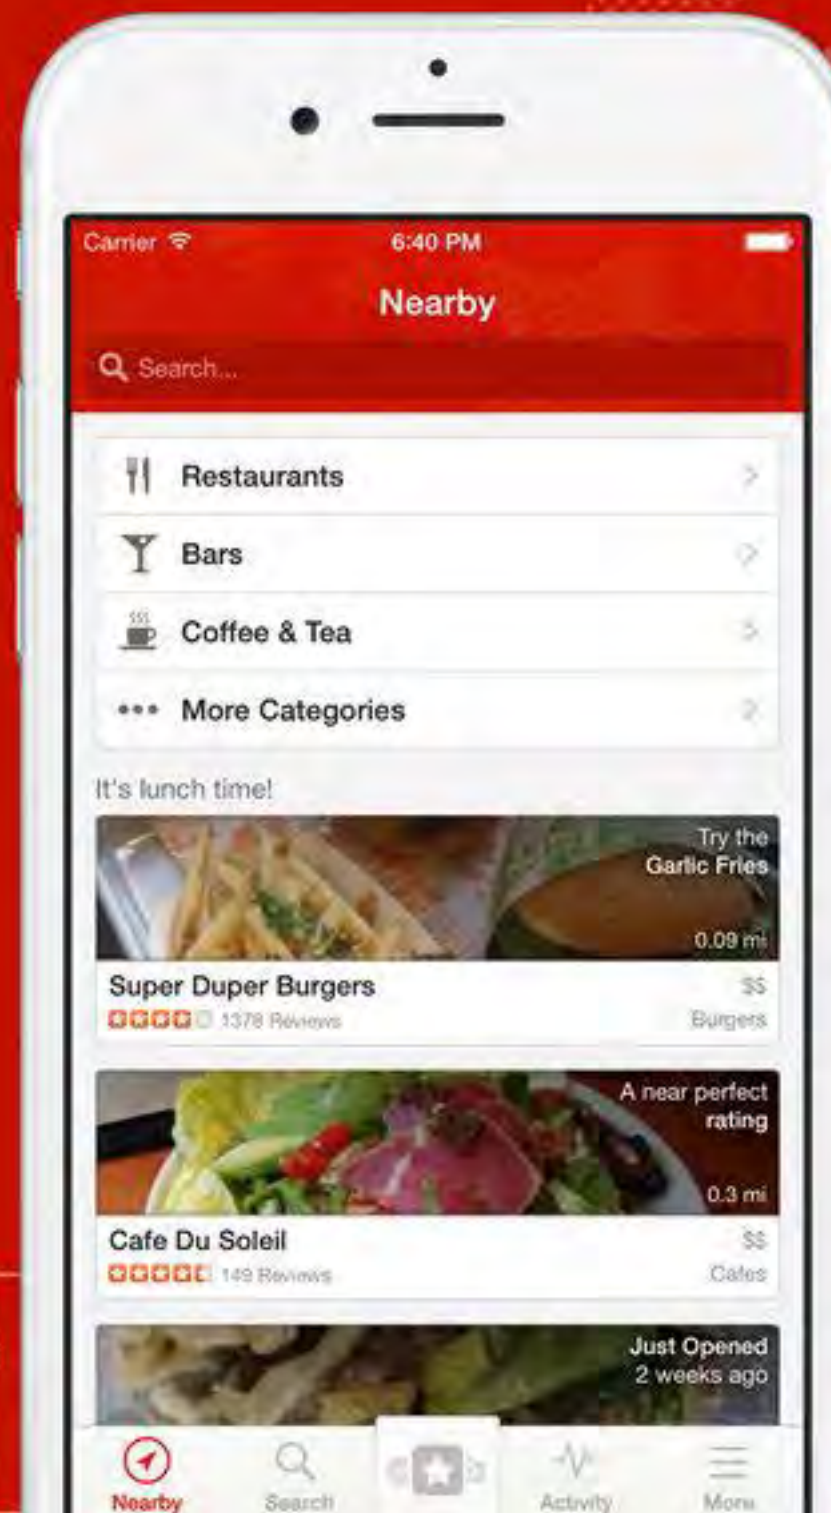 Carrier
6:40 PM
Nearby
Search...
Restaurants
Bars
Coffee & Tea
More Categories
It's lunch time!
Try the
Garlic Fries
0.09 mi
Super Duper Burgers
$$
1378 Reviews
Burgers
A near perfect
rating
0.3 mi
Cafe Du Soleil
$$
149 Reviews
Cafes
Just Opened
2 weeks ago
Nearby
Search
Activity
More